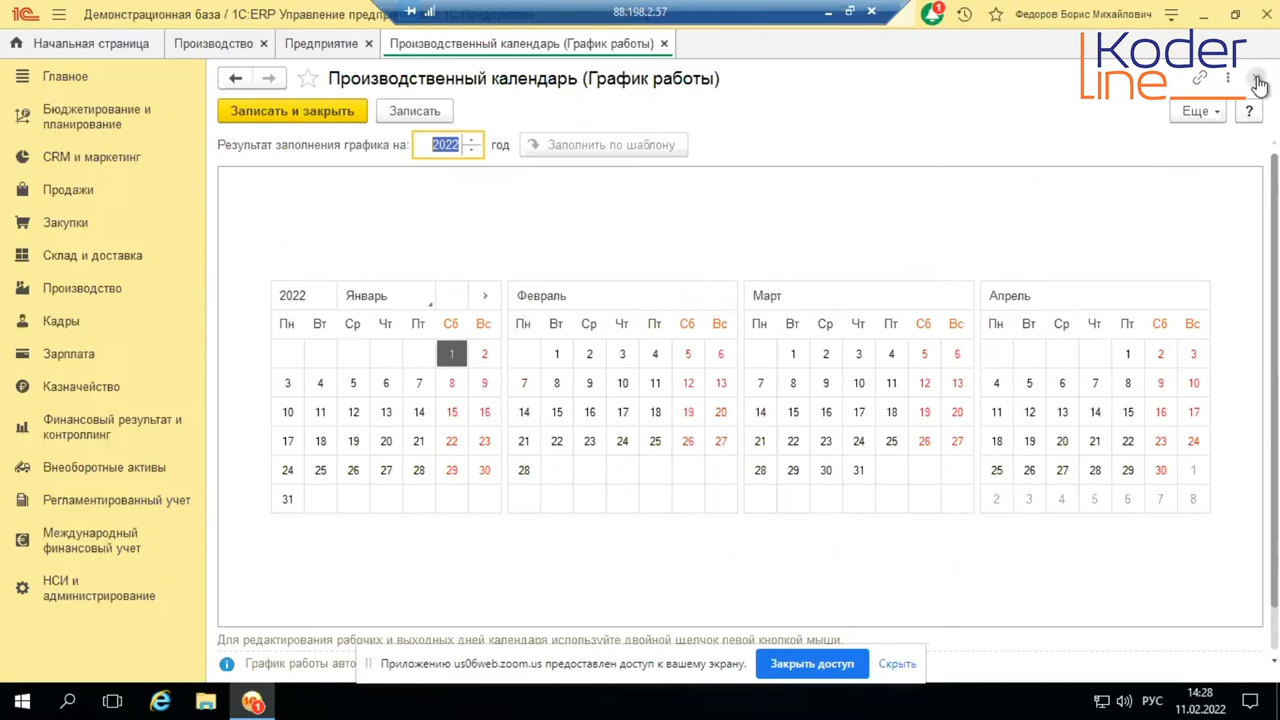 Демонстрационная база / 1С:ERP Управление предпр
1С:Предприятие
88.198.2.57
1
Федоров Борис Михайлович
Начальная страница
Производство ×
Предприятие ×
Производственный календарь (График работы) ×
Koder
line
Главное
Бюджетирование и
планирование
CRM и маркетинг
Продажи
Закупки
Склад и доставка
Производство
Кадры
Зарплата
Казначейство
Финансовый результат и
контроллинг
Внеоборотные активы
Регламентированный учет
Международный
финансовый учет
НСИ и
администрирование
Производственный календарь (График работы)
Записать и закрыть Записать Еще ?
Результат заполнения графика на: 2022 год Заполнить по шаблону
2022 Январь > Февраль Март Апрель
Пн Вт Ср Чт Пт Сб Вс Пн Вт Ср Чт Пт Сб Вс Пн Вт Ср Чт Пт Сб Вс Пн Вт Ср Чт Пт Сб Вс
1 2 1 2 3 4 5 6 1 2 3 4 5 6 1 2 3
3 4 5 6 7 8 9 7 8 9 10 11 12 13 7 8 9 10 11 12 13 4 5 6 7 8 9 10
10 11 12 13 14 15 16 14 15 16 17 18 19 20 14 15 16 17 18 19 20 11 12 13 14 15 16 17
17 18 19 20 21 22 23 21 22 23 24 25 26 27 21 22 23 24 25 26 27 18 19 20 21 22 23 24
24 25 26 27 28 29 30 28 28 29 30 31 25 26 27 28 29 30 1
31 2 3 4 5 6 7 8
Для редактирования рабочих и выходных дней календаря используйте двойной щелчок левой кнопкой мыши.
График работы авто
Приложению us06web.zoom.us предоставлен доступ к вашему экрану. Закрыть доступ Скрыть
РУС
14:28
11.02.2022